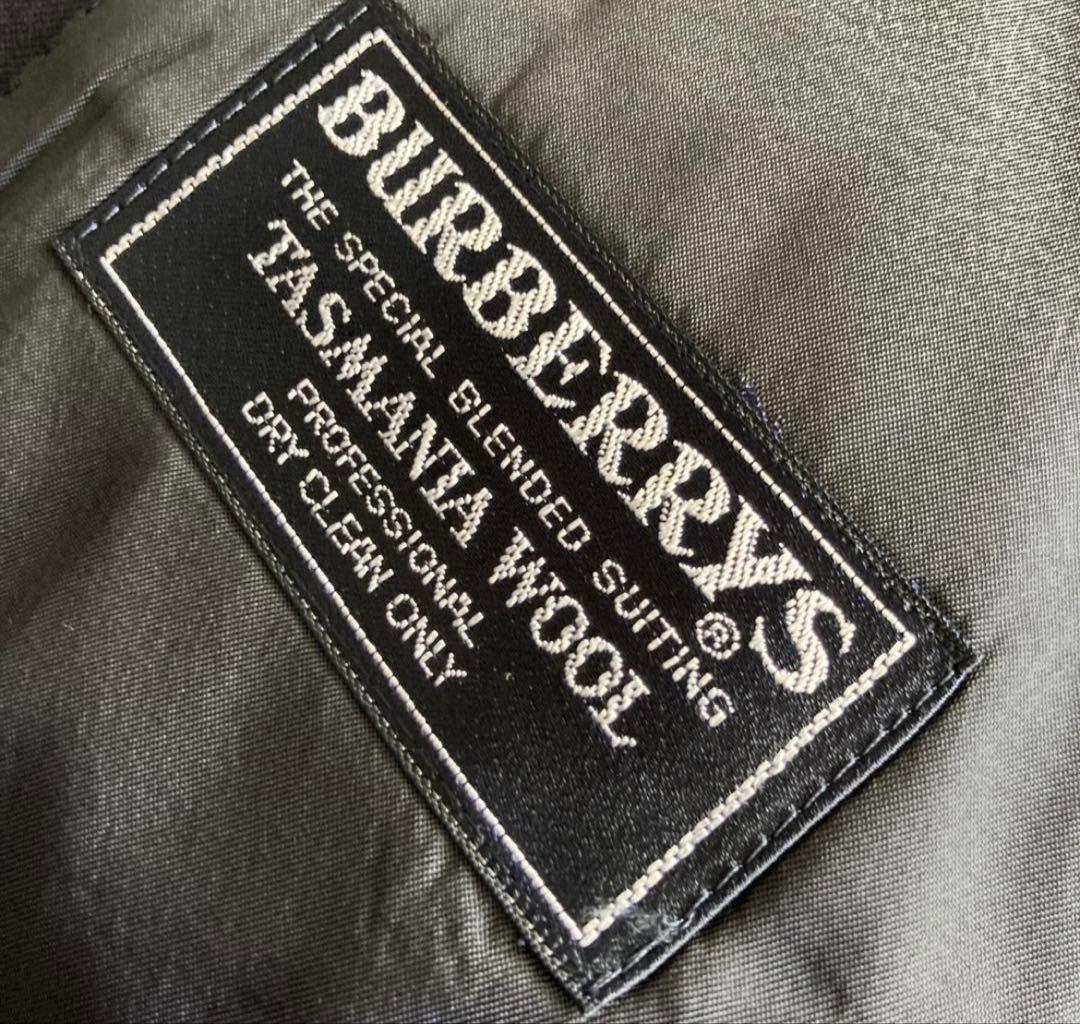 BURBERRYS®
THE SPECIAL BLENDED SUITING
TASMANIA WOOL
PROFESSIONAL
DRY CLEAN ONLY